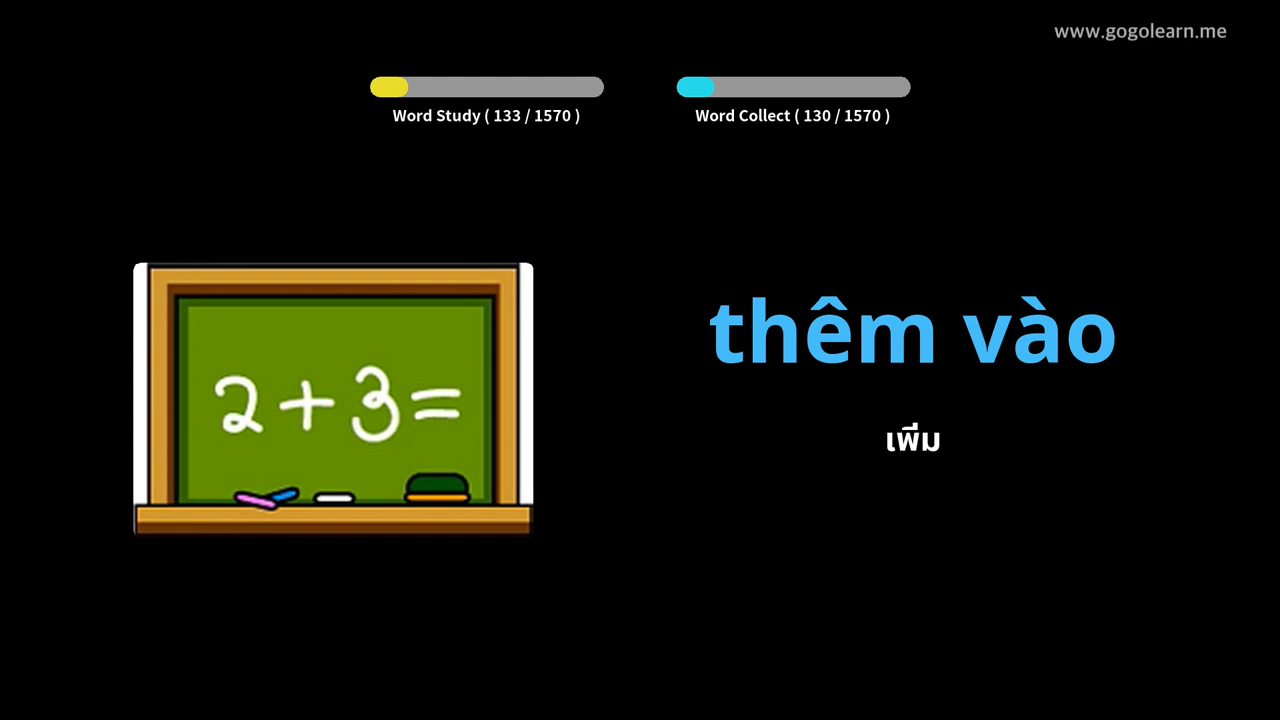 www.gogolearn.me
Word Study ( 133 / 1570 )
Word Collect ( 130 / 1570 )
2+3=
thêm vào
เพิ่ม